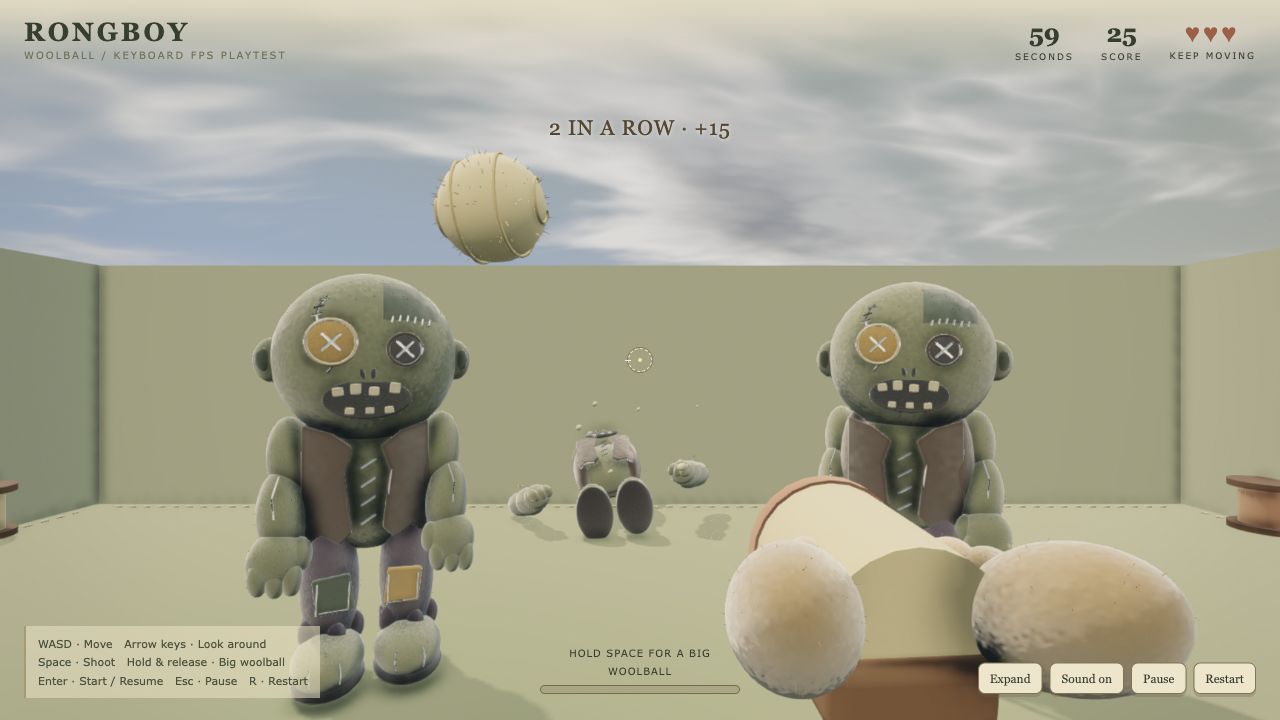 RONGBOY
WOOLBALL / KEYBOARD FPS PLAYTEST
59
SECONDS
25
SCORE
♥♥♥
KEEP MOVING
2 IN A ROW · +15
WASD · Move Arrow keys · Look around
Space · Shoot Hold & release · Big woolball
Enter · Start / Resume Esc · Pause R · Restart
HOLD SPACE FOR A BIG
WOOLBALL
Expand
Sound on
Pause
Restart